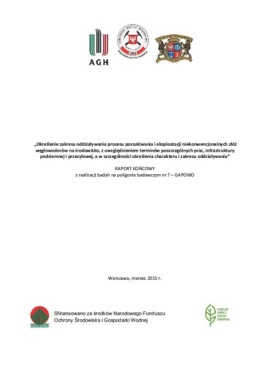 AGH
„Określenie zakresu oddziaływania procesu poszukiwania i eksploatacji niekonwencjonalnych złóż
węglowodorów na środowisko, z uwzględnieniem terminów poszczególnych prac, infrastruktury
podziemnej i przesyłowej, a w szczególności określenia charakteru i zakresu oddziaływania”
RAPORT KOŃCOWY
z realizacji badań na poligonie badawczym nr 7 – GAPOWO
Warszawa, marzec 2015 r.
Sfinansowano ze środków Narodowego Funduszu
Ochrony Środowiska i Gospodarki Wodnej